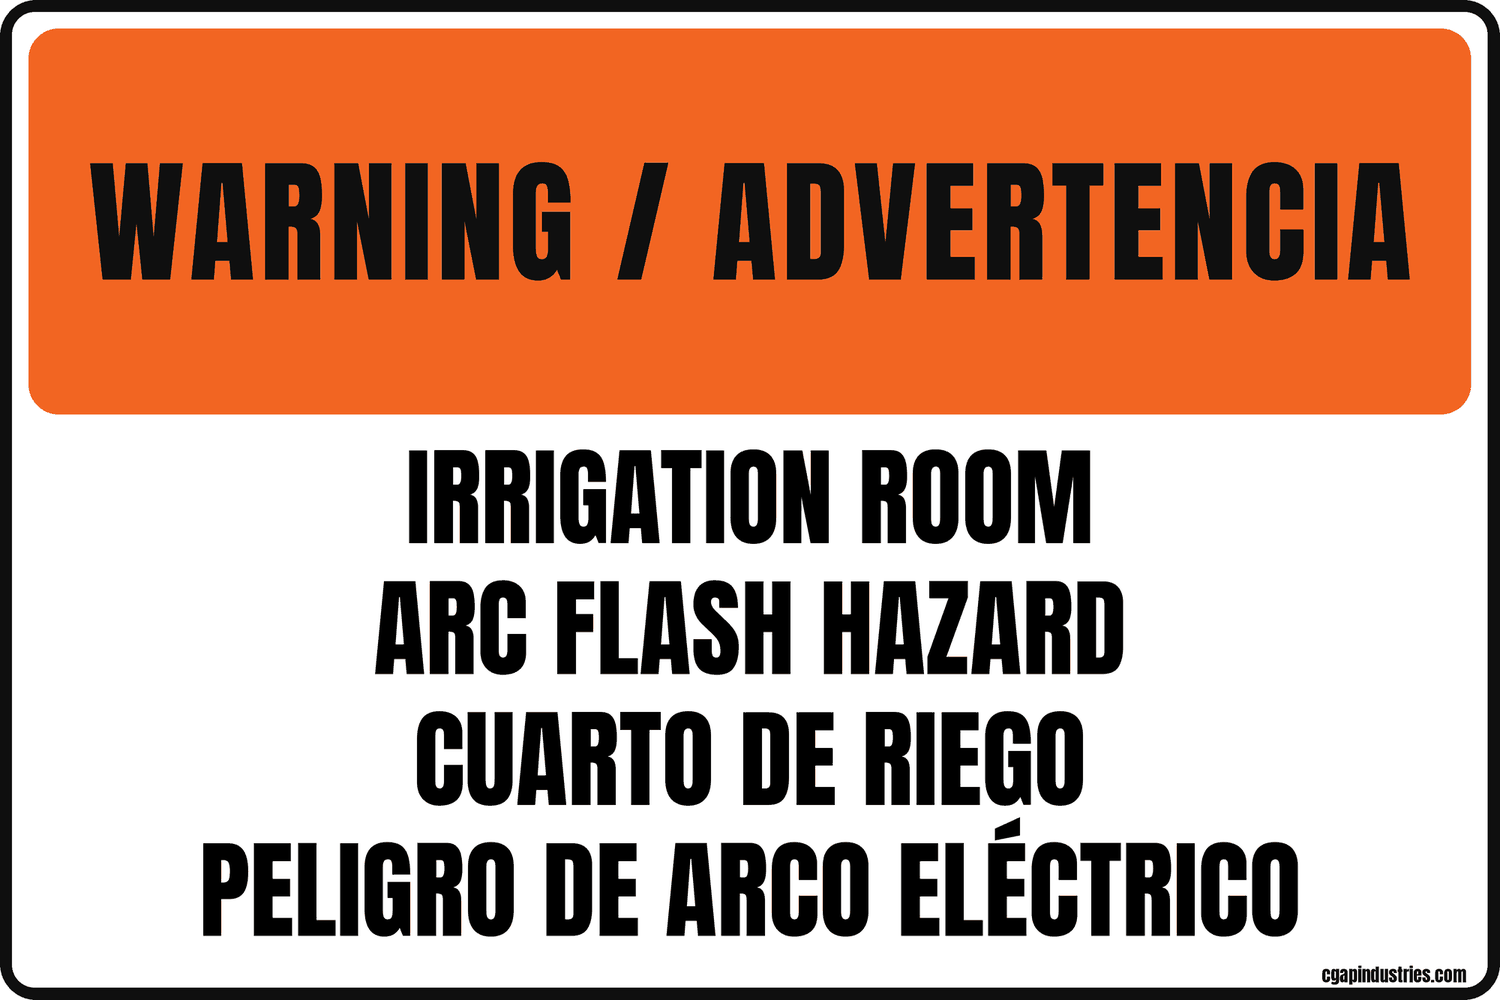 WARNING / ADVERTENCIA
IRRIGATION ROOM
ARC FLASH HAZARD
CUARTO DE RIEGO
PELIGRO DE ARCO ELÉCTRICO
cgapindustries.com